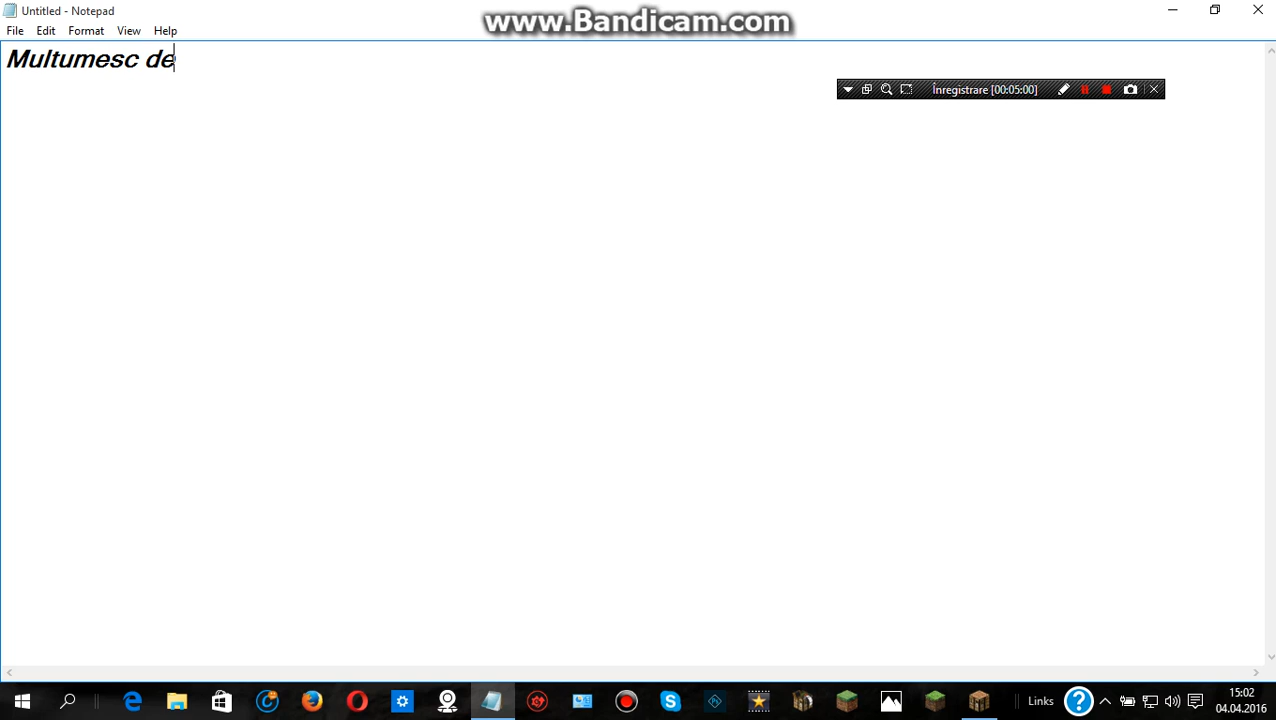 Untitled - Notepad
www.Bandicam.com
File Edit Format View Help
Multumesc de
Înregistrare [00:05:00]
Links
15:02
04.04.2016